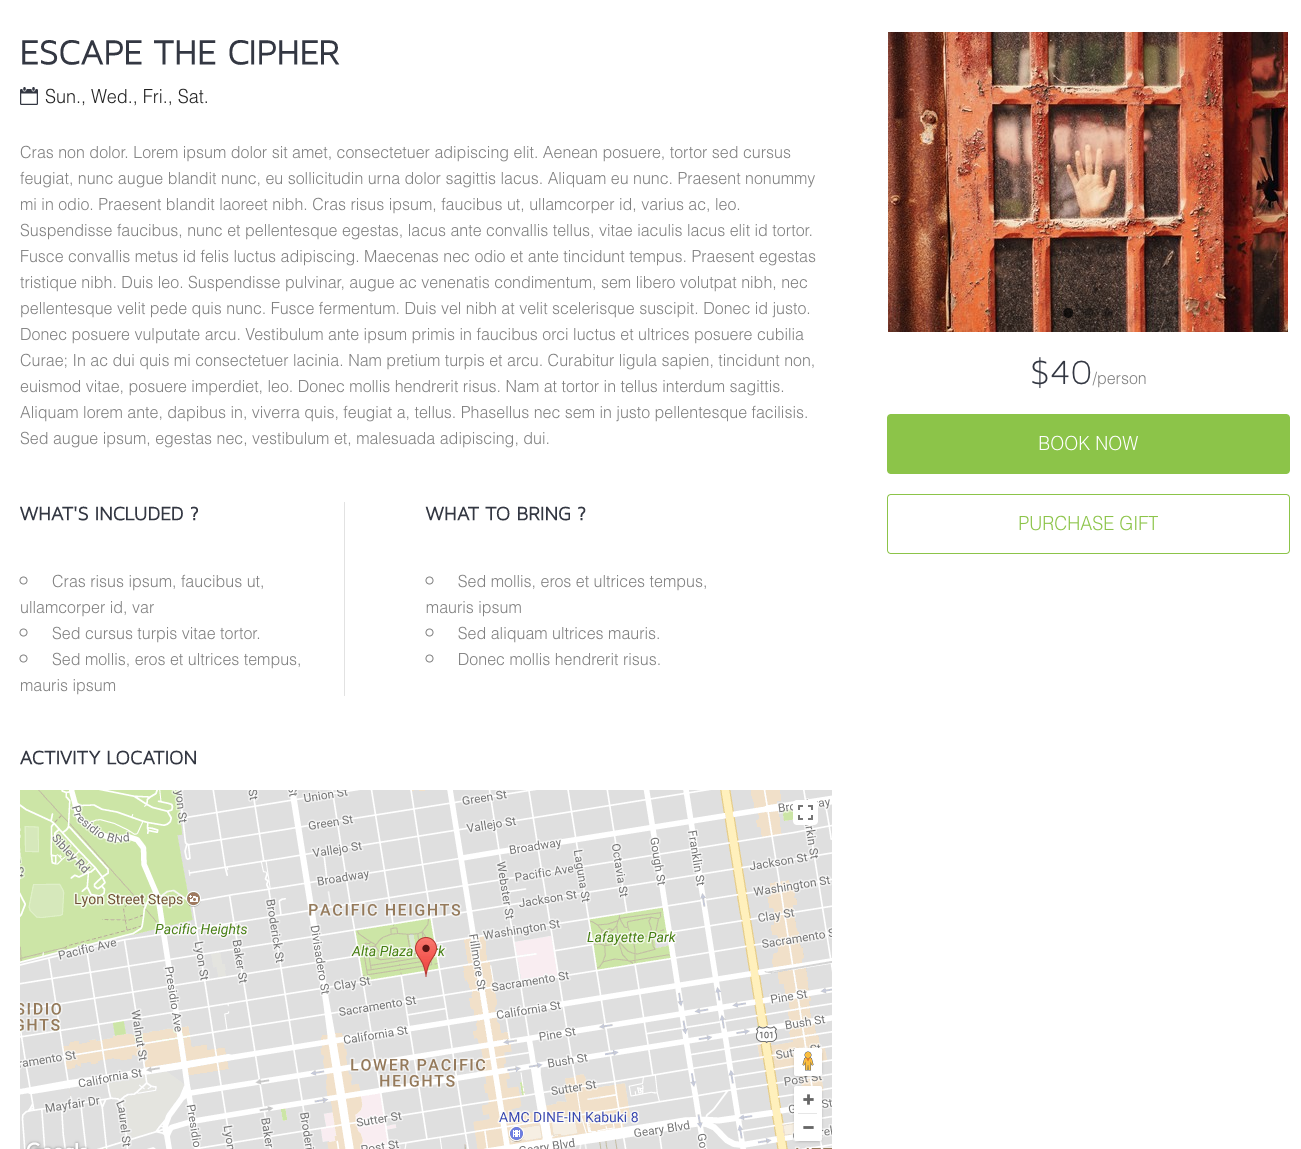 ESCAPE THE CIPHER
Sun., Wed., Fri., Sat.
Cras non dolor. Lorem ipsum dolor sit amet, consectetuer adipiscing elit. Aenean posuere, tortor sed cursus
feugiat, nunc augue blandit nunc, eu sollicitudin urna dolor sagittis lacus. Aliquam eu nunc. Praesent nonummy
mi in odio. Praesent blandit laoreet nibh. Cras risus ipsum, faucibus ut, ullamcorper id, varius ac, leo.
Suspendisse faucibus, nunc et pellentesque egestas, lacus ante convallis tellus, vitae iaculis lacus elit id tortor.
Fusce convallis metus id felis luctus adipiscing. Maecenas nec odio et ante tincidunt tempus. Praesent egestas
tristique nibh. Duis leo. Suspendisse pulvinar, augue ac venenatis condimentum, sem libero volutpat nibh, nec
pellentesque velit pede quis nunc. Fusce fermentum. Duis vel nibh at velit scelerisque suscipit. Donec id justo.
Donec posuere vulputate arcu. Vestibulum ante ipsum primis in faucibus orci luctus et ultrices posuere cubilia
Curae; In ac dui quis mi consectetuer lacinia. Nam pretium turpis et arcu. Curabitur ligula sapien, tincidunt non,
euismod vitae, posuere imperdiet, leo. Donec mollis hendrerit risus. Nam at tortor in tellus interdum sagittis.
Aliquam lorem ante, dapibus in, viverra quis, feugiat a, tellus. Phasellus nec sem in justo pellentesque facilisis.
Sed augue ipsum, egestas nec, vestibulum et, malesuada adipiscing, dui.
$40/person
BOOK NOW
PURCHASE GIFT
WHAT'S INCLUDED ?
Cras risus ipsum, faucibus ut,
ullamcorper id, var
Sed cursus turpis vitae tortor.
Sed mollis, eros et ultrices tempus,
mauris ipsum
WHAT TO BRING ?
Sed mollis, eros et ultrices tempus,
mauris ipsum
Sed aliquam ultrices mauris.
Donec mollis hendrerit risus.
ACTIVITY LOCATION
yon St
St
St
Union St
Green St
Presidio Blvd
Green St
Vallejo St
Sibley Rd
Vallejo St
Broadway
Broadway
Pacific Ave
Laguna St
Octavia St
Gough St
Franklin St
Jackson St
Washington St
Lyon Street Steps
PACIFIC HEIGHTS
Webster St
Jackson St
Clay St
Pacific Heights
Broderick St
Divisadero St
Washington St
Lafayette Park
Sacramento
Pacific Ave
Lyon St
Baker St
Alta Plaza
Fillmore St
Clay St
Sacramento St
Presidio Ave
Sacramento St
California St
Pine St
SIDIO
GHTS
Walnut St
California St
Pine St
Bush St
101
ramento St
LOWER PACIFIC
HEIGHTS
Bush St
California St
Sutter St
Post St
Mayfair Dr
Laurel St
Presidio
Lyon
Baker
Broderi
Sutter St
AMC DINE-IN Kabuki 8
Post St
Geary Blvd
Geary Blvd
Go
Google